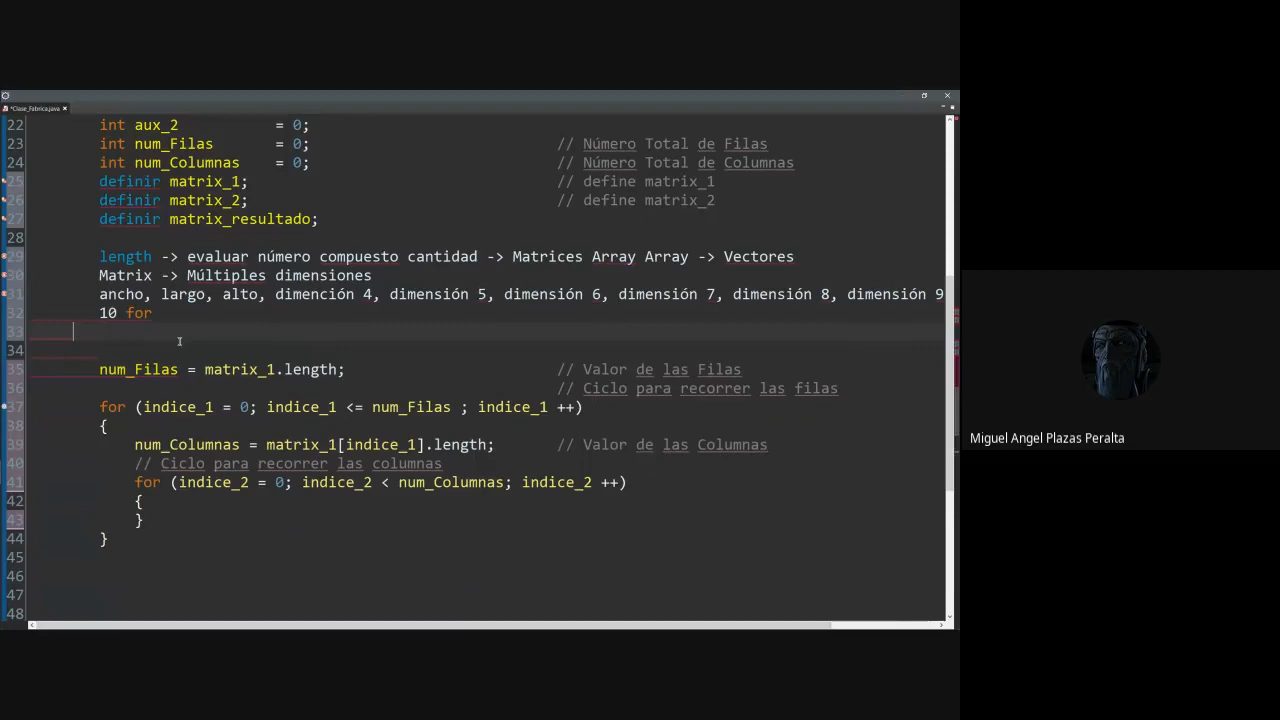 *Clase_Fabrica.java
22 int aux_2 = 0;
23 int num_Filas = 0; // Número Total de Filas
24 int num_Columnas = 0; // Número Total de Columnas
25 definir matrix_1; // define matrix_1
26 definir matrix_2; // define matrix_2
27 definir matrix_resultado;
28
29 length -> evaluar número compuesto cantidad -> Matrices Array Array -> Vectores
30 Matrix -> Múltiples dimensiones
31 ancho, largo, alto, dimención 4, dimensión 5, dimensión 6, dimensión 7, dimensión 8, dimensión 9
32 10 for
33
34
35 num_Filas = matrix_1.length; // Valor de las Filas
36 // Ciclo para recorrer las filas
37 for (indice_1 = 0; indice_1 <= num_Filas ; indice_1 ++)
38 {
39 num_Columnas = matrix_1[indice_1].length; // Valor de las Columnas
40 // Ciclo para recorrer las columnas
41 for (indice_2 = 0; indice_2 < num_Columnas; indice_2 ++)
42 {
43 }
44 }
45
46
47
48
Miguel Angel Plazas Peralta